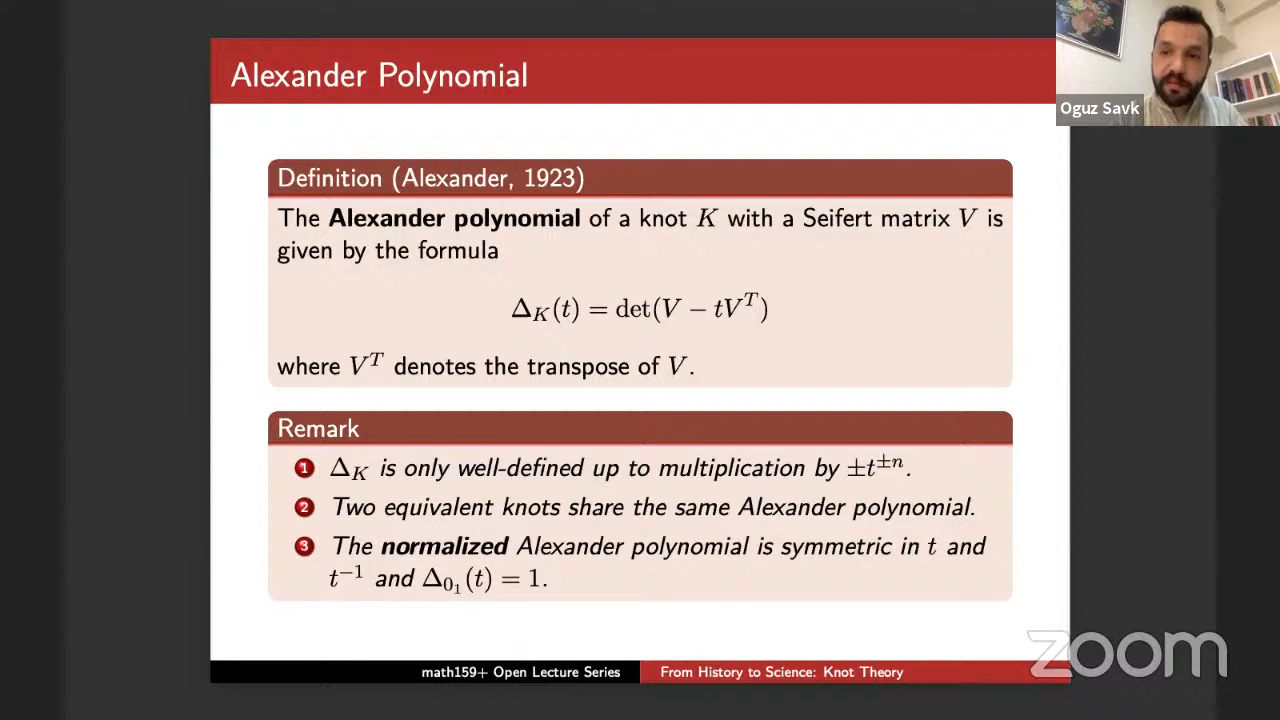 Alexander Polynomial
Oguz Savk
Definition (Alexander, 1923)
The Alexander polynomial of a knot K with a Seifert matrix V is
given by the formula
Δ_K(t) = det(V − tV^T)
where V^T denotes the transpose of V.
Remark
1 Δ_K is only well-defined up to multiplication by ±t^{±n}.
2 Two equivalent knots share the same Alexander polynomial.
3 The normalized Alexander polynomial is symmetric in t and
t^{−1} and Δ_{0_1}(t) = 1.
zoom
math159+ Open Lecture Series
From History to Science: Knot Theory